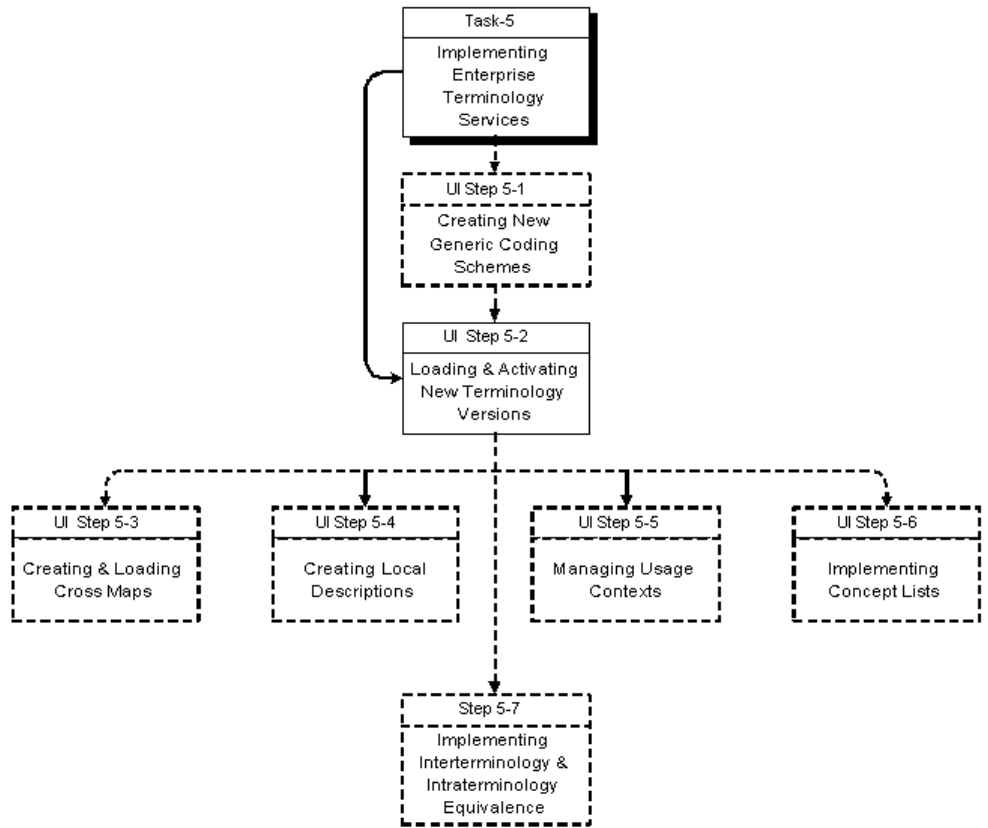 Task-5
Implementing
Enterprise
Terminology
Services
UI Step 5-1
Creating New
Generic Coding
Schemes
UI Step 5-2
Loading & Activating
New Terminology
Versions
UI Step 5-3
Creating & Loading
Cross Maps
UI Step 5-4
Creating Local
Descriptions
UI Step 5-5
Managing Usage
Contexts
UI Step 5-6
Implementing
Concept Lists
Step 5-7
Implementing
Interterminology &
Intraterminology
Equivalence